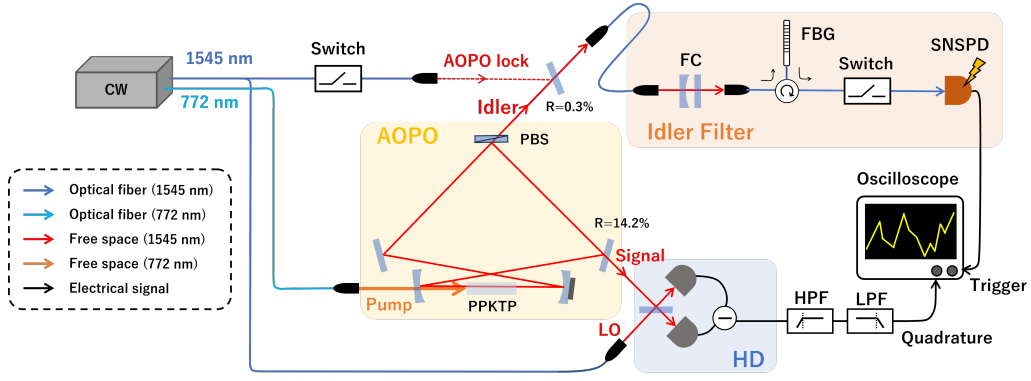 1545 nm
CW
772 nm
Switch
AOPO lock
Idler
R=0.3%
FC
FBG
Switch
SNSPD
Idler Filter
AOPO
PBS
R=14.2%
Signal
Pump
PPKTP
LO
HD
HPF
LPF
Oscilloscope
Trigger
Quadrature
Optical fiber (1545 nm)
Optical fiber (772 nm)
Free space (1545 nm)
Free space (772 nm)
Electrical signal